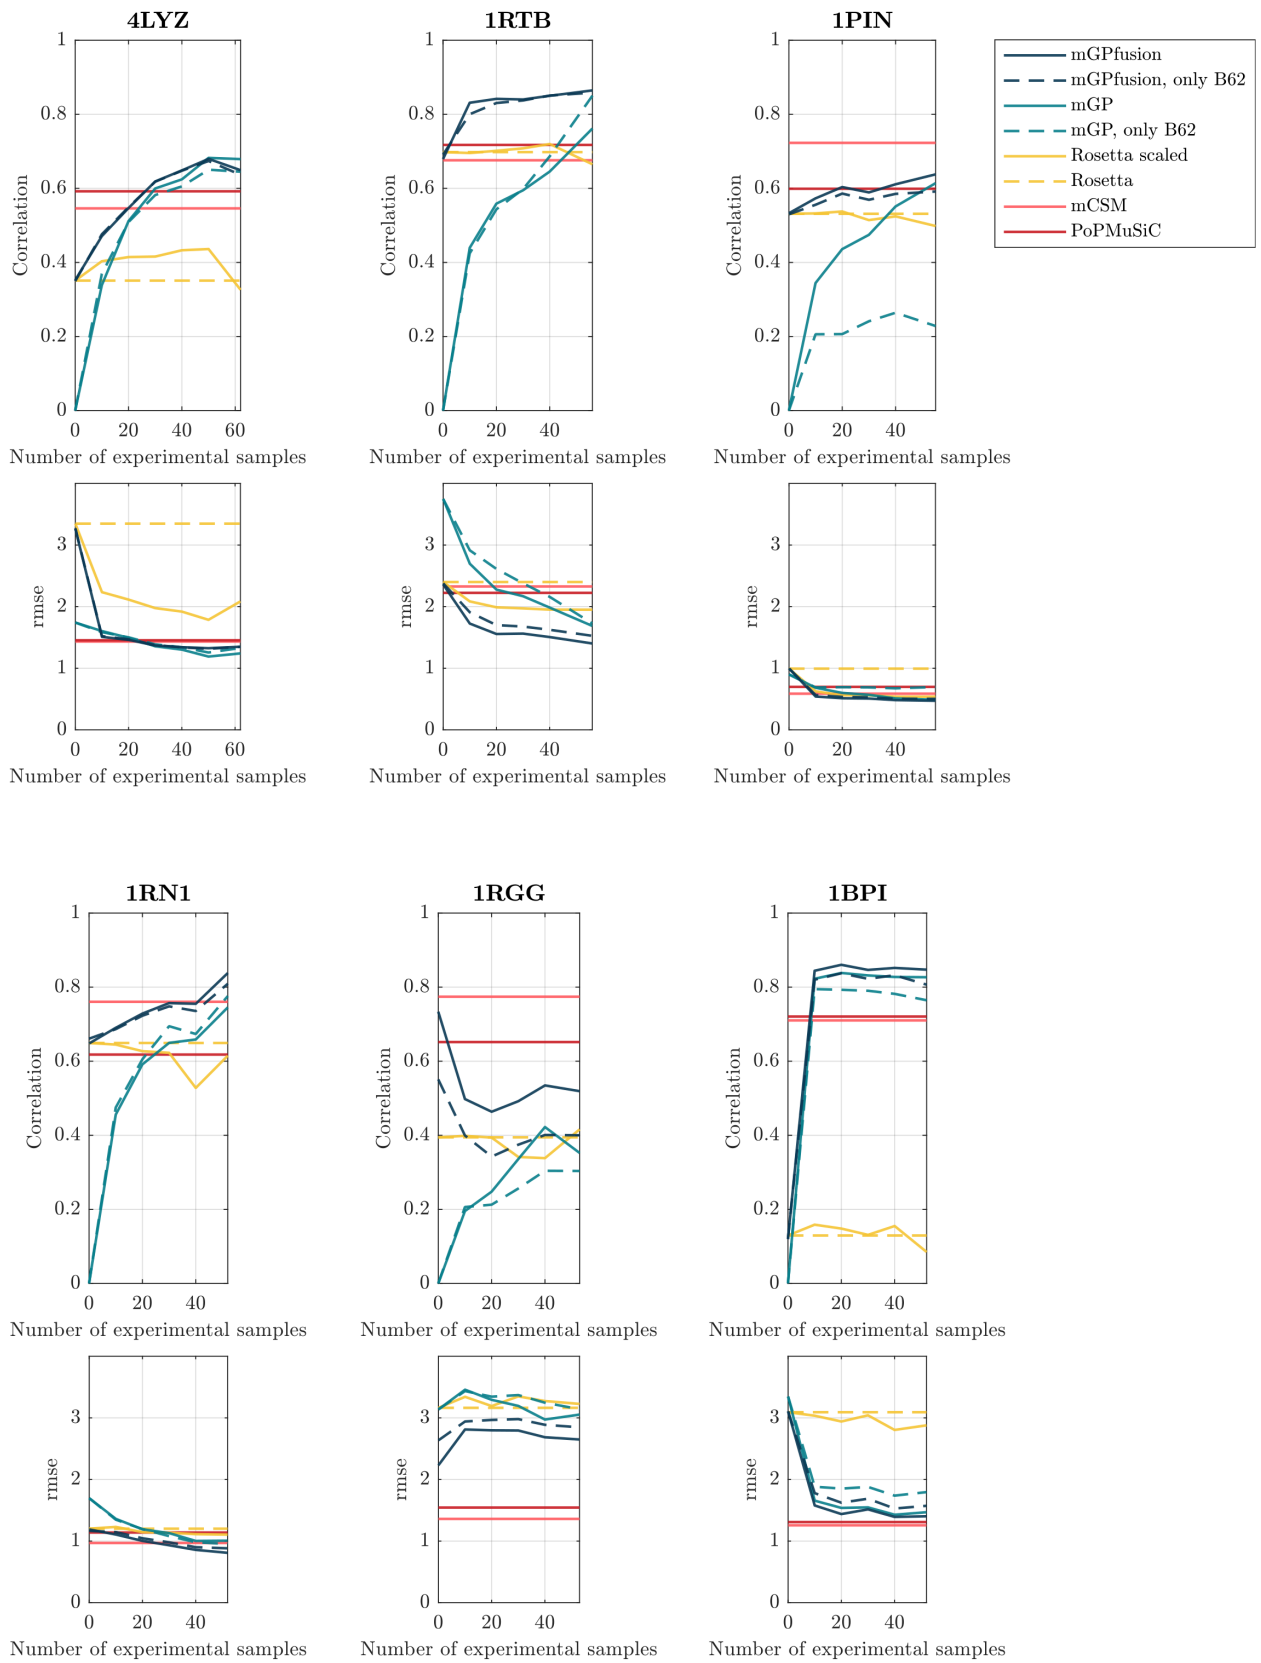 4LYZ
1
0.8
0.6
0.4
0.2
0
Correlation
0 20 40 60
Number of experimental samples
1RTB
1
0.8
0.6
0.4
0.2
0
Correlation
0 20 40
Number of experimental samples
1PIN
1
0.8
0.6
0.4
0.2
0
Correlation
0 20 40
Number of experimental samples
mGPfusion
mGPfusion, only B62
mGP
mGP, only B62
Rosetta scaled
Rosetta
mCSM
PoPMuSiC
3
2
1
0
rmse
0 20 40 60
Number of experimental samples
3
2
1
0
rmse
0 20 40
Number of experimental samples
3
2
1
0
rmse
0 20 40
Number of experimental samples
1RN1
1
0.8
0.6
0.4
0.2
0
Correlation
0 20 40
Number of experimental samples
1RGG
1
0.8
0.6
0.4
0.2
0
Correlation
0 20 40
Number of experimental samples
1BPI
1
0.8
0.6
0.4
0.2
0
Correlation
0 20 40
Number of experimental samples
3
2
1
0
rmse
0 20 40
Number of experimental samples
3
2
1
0
rmse
0 20 40
Number of experimental samples
3
2
1
0
rmse
0 20 40
Number of experimental samples